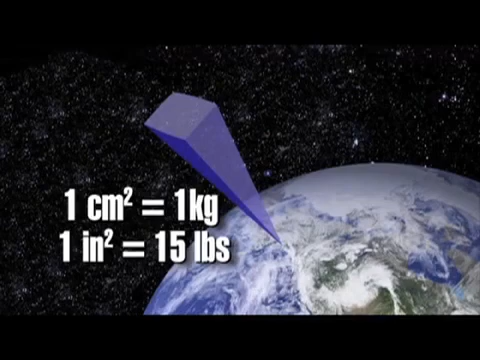 1 cm² = 1kg
1 in² = 15 lbs